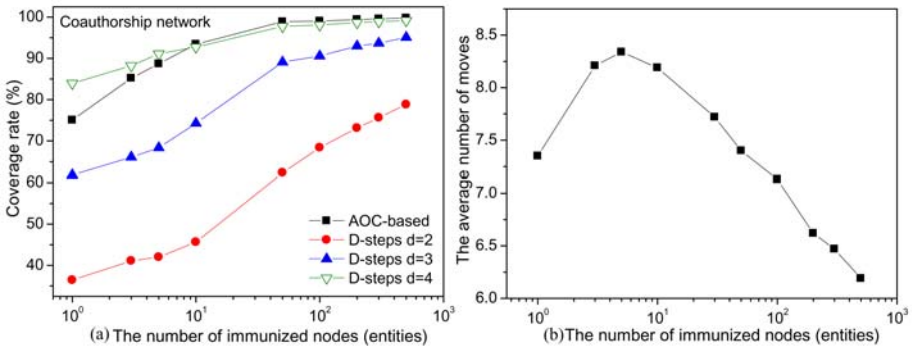 Coauthorship network
Coverage rate (%)
100
90
80
70
60
50
40
AOC-based
D-steps d=2
D-steps d=3
D-steps d=4
10^0
10^1
10^2
10^3
(a) The number of immunized nodes (entities)
The average number of moves
8.5
8.0
7.5
7.0
6.5
6.0
10^0
10^1
10^2
10^3
(b) The number of immunized nodes (entities)